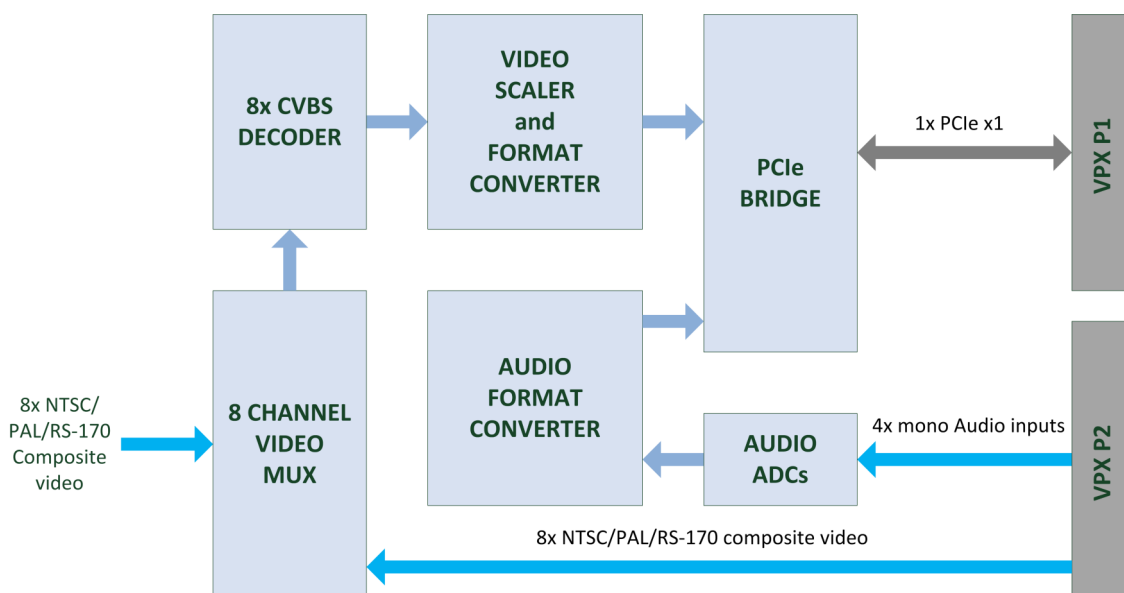 8x CVBS
DECODER
VIDEO
SCALER
and
FORMAT
CONVERTER
PCIe
BRIDGE
1x PCIe x1
VPX P1
8x NTSC/
PAL/RS-170
Composite
video
8 CHANNEL
VIDEO
MUX
AUDIO
FORMAT
CONVERTER
AUDIO
ADCs
4x mono Audio inputs
VPX P2
8x NTSC/PAL/RS-170 composite video